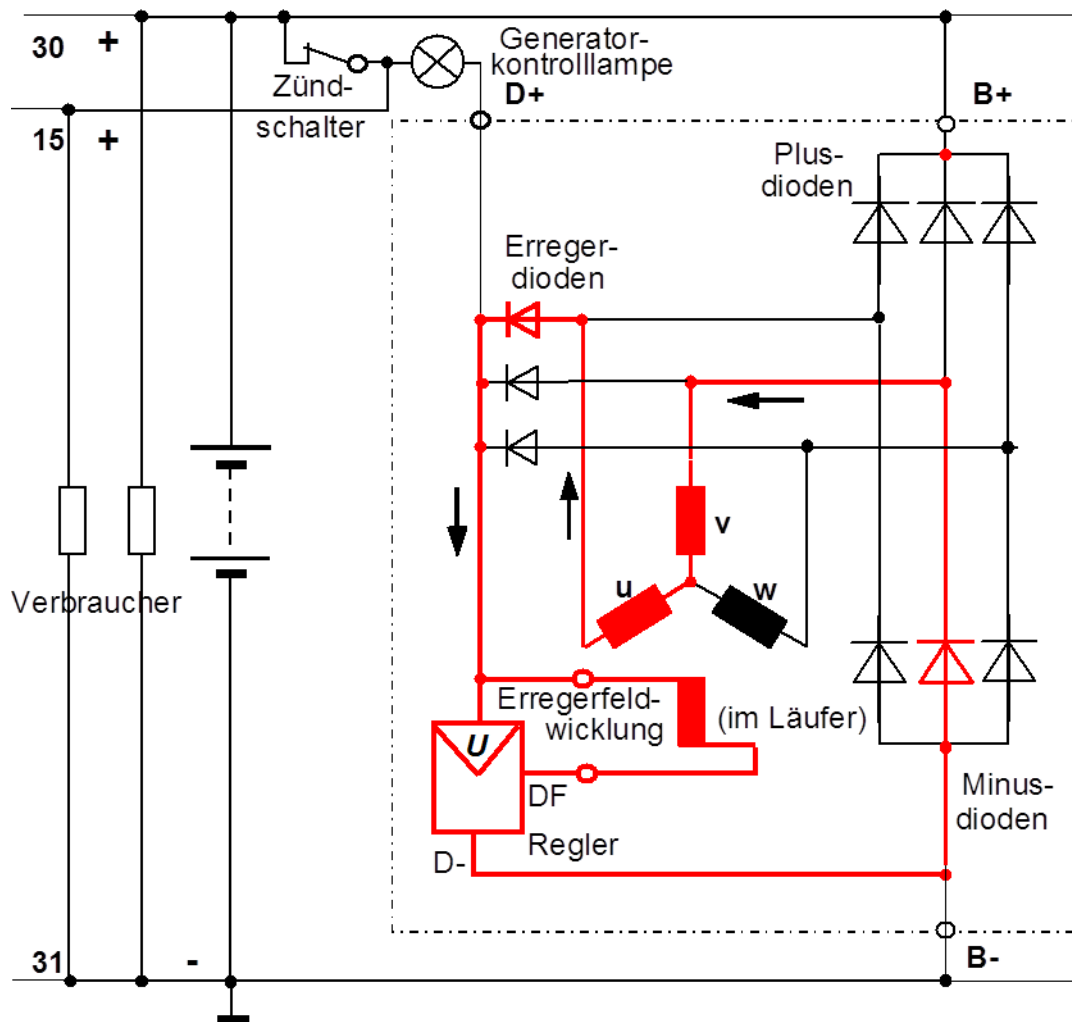 30 +
Generator-
kontrolllampe
Zünd-
schalter
D+
B+
15 +
Plus-
dioden
Erreger-
dioden
v
u
w
Verbraucher
Erregerfeld-
wicklung
(im Läufer)
U
DF
Regler
D-
Minus-
dioden
31 -
B-